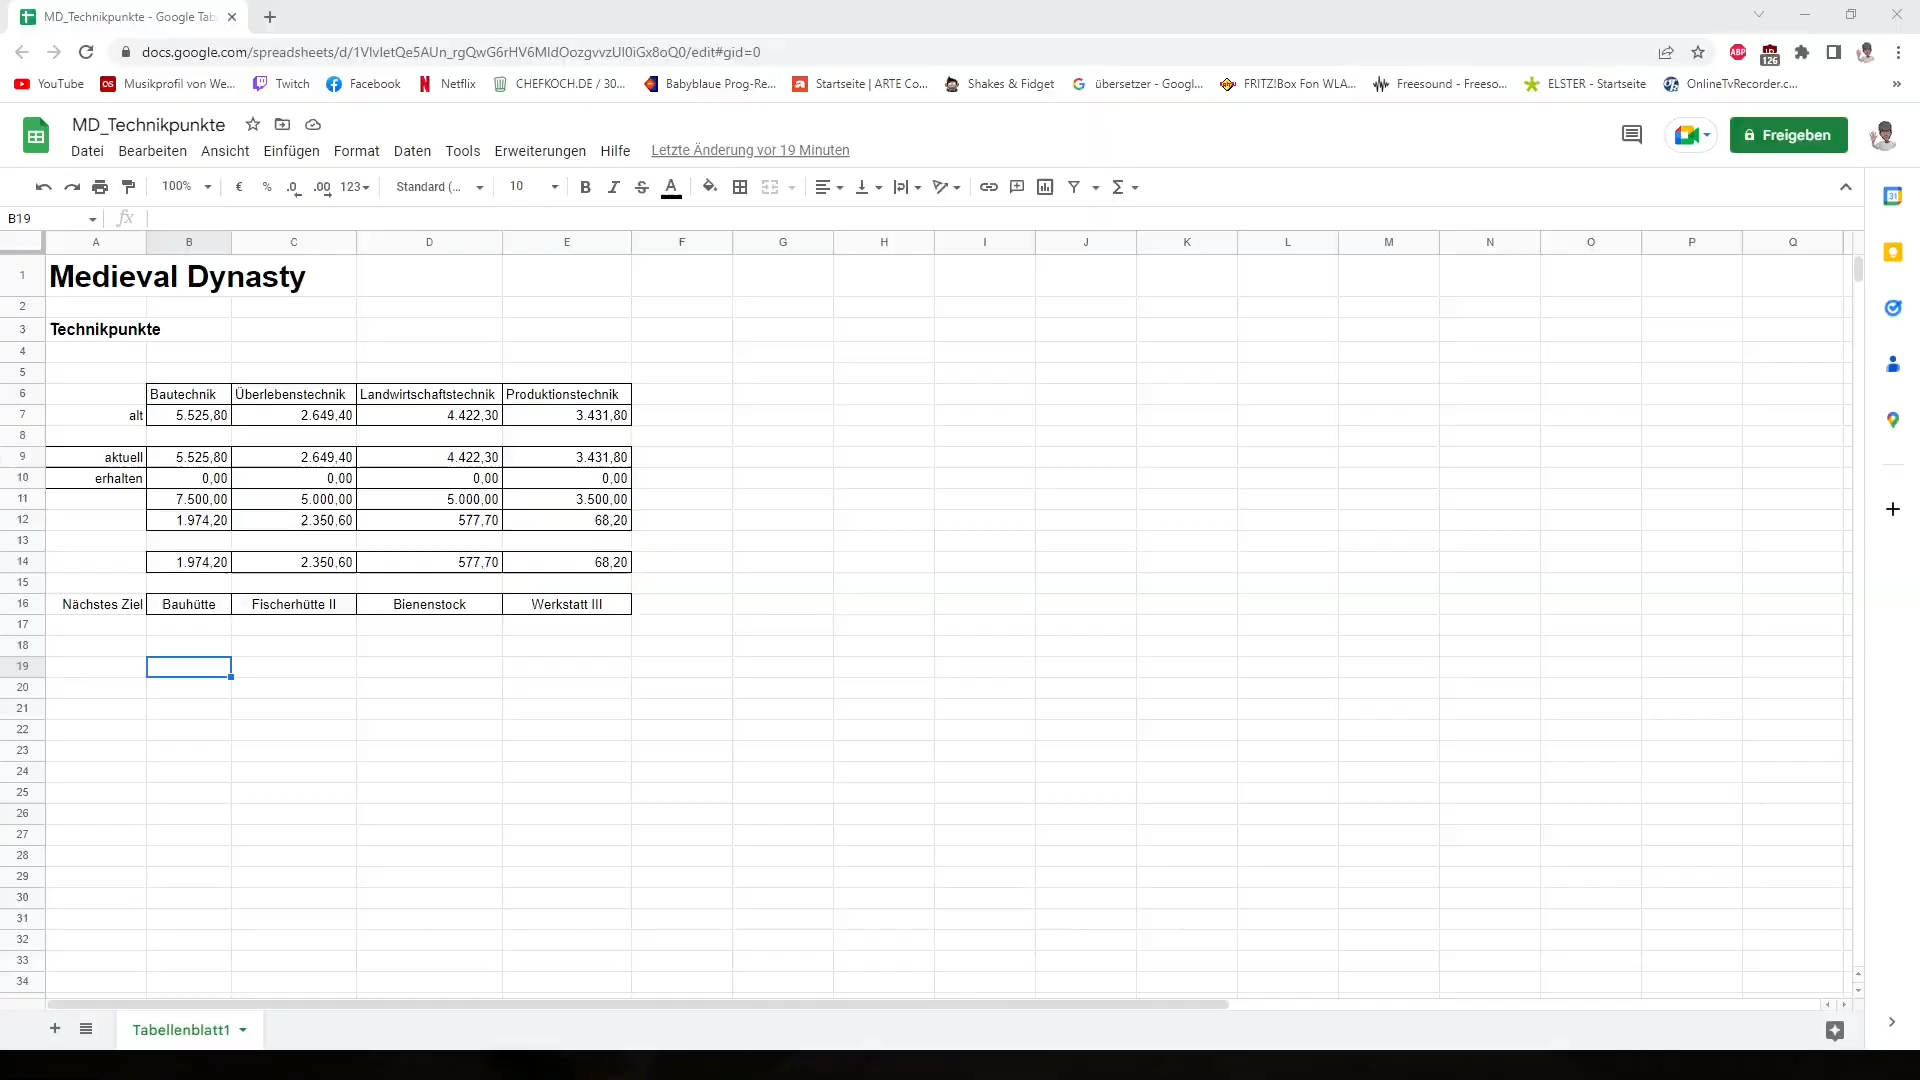 MD_Technikpunkte - Google Tab
docs.google.com/spreadsheets/d/1VlvIetQe5AUn_rgQwG6rHV6MIdOozgvvzUI0iGx8oQ0/edit#gid=0
ABP 126
YouTube OS Musikprofil von We... Twitch Facebook Netflix CHEFKOCH.DE / 30... Babyblaue Prog-Re... Startseite | ARTE Co... Shakes & Fidget übersetzer - Googl... FRITZ!Box Fon WLA... Freesound - Freeso... ELSTER - Startseite OnlineTvRecorder.c... »
MD_Technikpunkte
Datei Bearbeiten Ansicht Einfügen Format Daten Tools Erweiterungen Hilfe Letzte Änderung vor 19 Minuten
Freigeben
100% € % .0 .00 123 Standard (... 10 B I S A Σ
31
B19 fx
A B C D E F G H I J K L M N O P Q
1 Medieval Dynasty
2
3 Technikpunkte
4
5
6 Bautechnik Überlebenstechnik Landwirtschaftstechnik Produktionstechnik
7 alt 5.525,80 2.649,40 4.422,30 3.431,80
8
9 aktuell 5.525,80 2.649,40 4.422,30 3.431,80
10 erhalten 0,00 0,00 0,00 0,00
11 7.500,00 5.000,00 5.000,00 3.500,00
12 1.974,20 2.350,60 577,70 68,20
13
14 1.974,20 2.350,60 577,70 68,20
15
16 Nächstes Ziel Bauhütte Fischerhütte II Bienenstock Werkstatt III
17
18
19
20
21
22
23
24
25
26
27
28
29
30
31
32
33
34
Tabellenblatt1